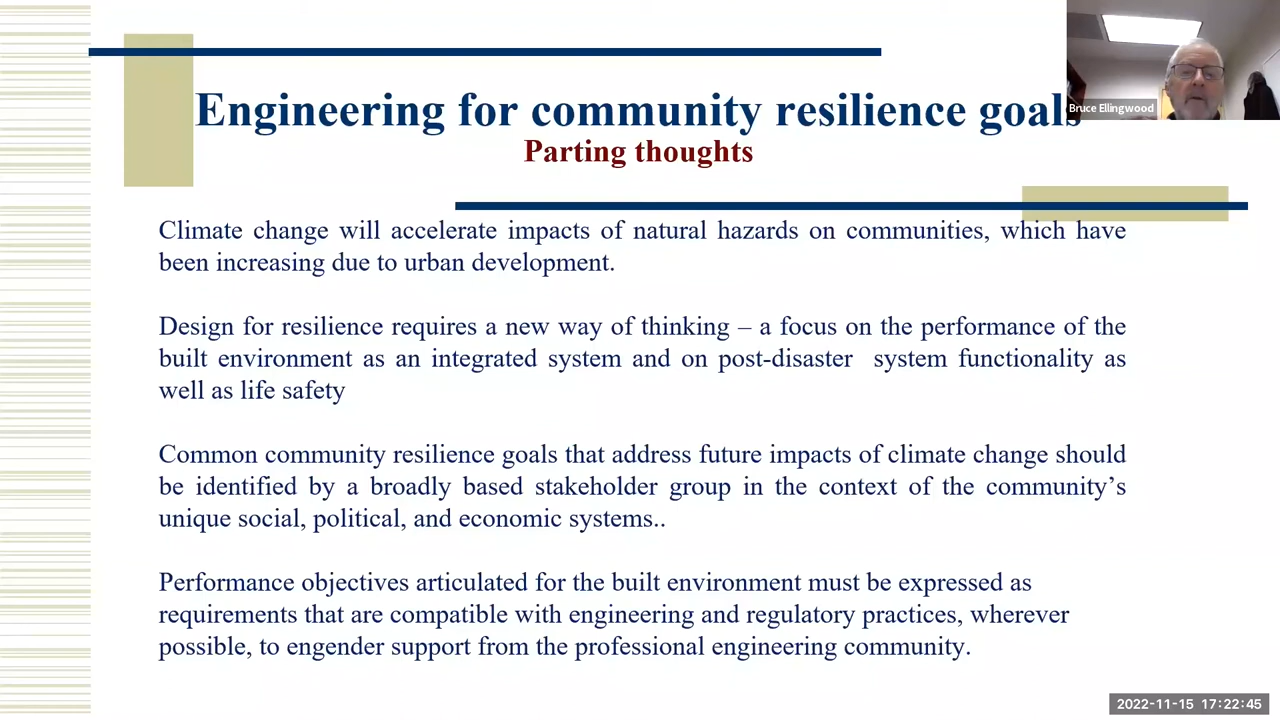 Engineering for community resilience goals
Bruce Ellingwood
Parting thoughts
Climate change will accelerate impacts of natural hazards on communities, which have
been increasing due to urban development.
Design for resilience requires a new way of thinking – a focus on the performance of the
built environment as an integrated system and on post-disaster system functionality as
well as life safety
Common community resilience goals that address future impacts of climate change should
be identified by a broadly based stakeholder group in the context of the community’s
unique social, political, and economic systems..
Performance objectives articulated for the built environment must be expressed as
requirements that are compatible with engineering and regulatory practices, wherever
possible, to engender support from the professional engineering community.
2022-11-15 17:22:45